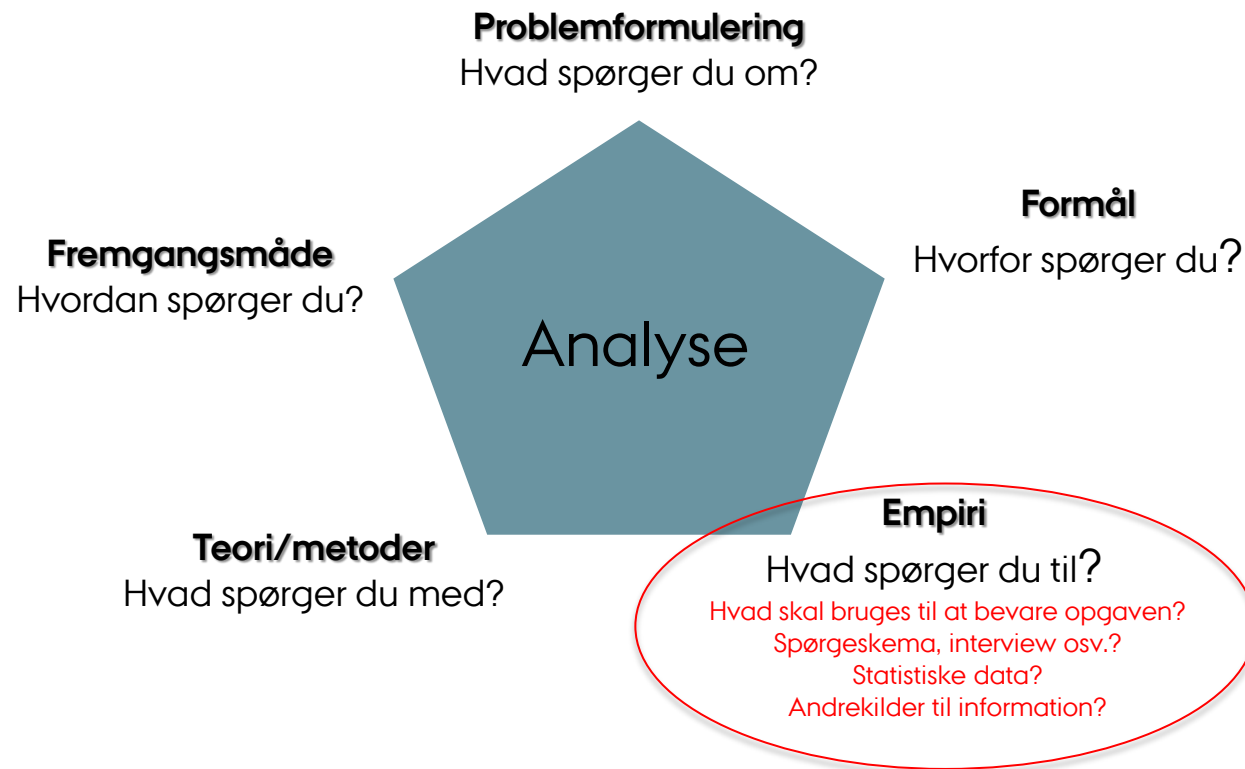 Problemformulering
Hvad spørger du om?
Formål
Hvorfor spørger du?
Fremgangsmåde
Hvordan spørger du?
Analyse
Empiri
Hvad spørger du til?
Hvad skal bruges til at bevare opgaven?
Spørgeskema, interview osv.?
Statistiske data?
Andrekilder til information?
Teori/metoder
Hvad spørger du med?